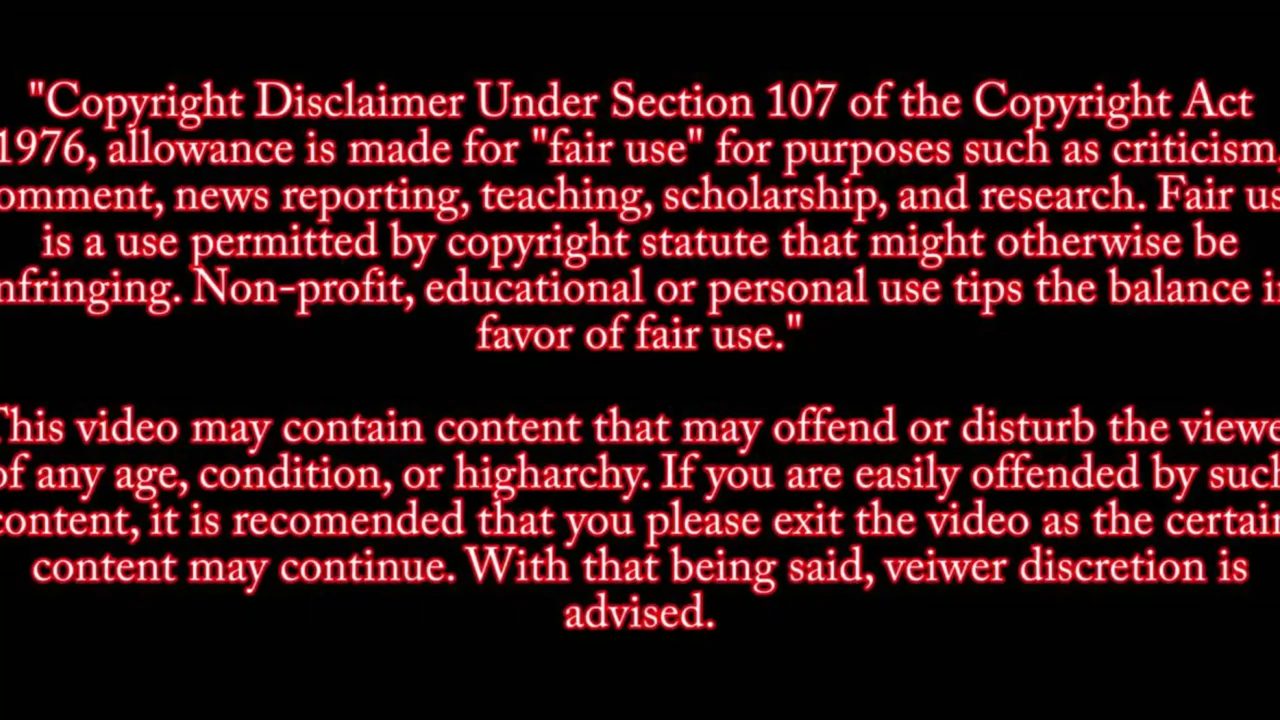 "Copyright Disclaimer Under Section 107 of the Copyright Act
1976, allowance is made for "fair use" for purposes such as criticism,
omment, news reporting, teaching, scholarship, and research. Fair us
is a use permitted by copyright statute that might otherwise be
nfringing. Non-profit, educational or personal use tips the balance in
favor of fair use."
This video may contain content that may offend or disturb the viewe
of any age, condition, or higharchy. If you are easily offended by such
content, it is recomended that you please exit the video as the certain
content may continue. With that being said, veiwer discretion is
advised.